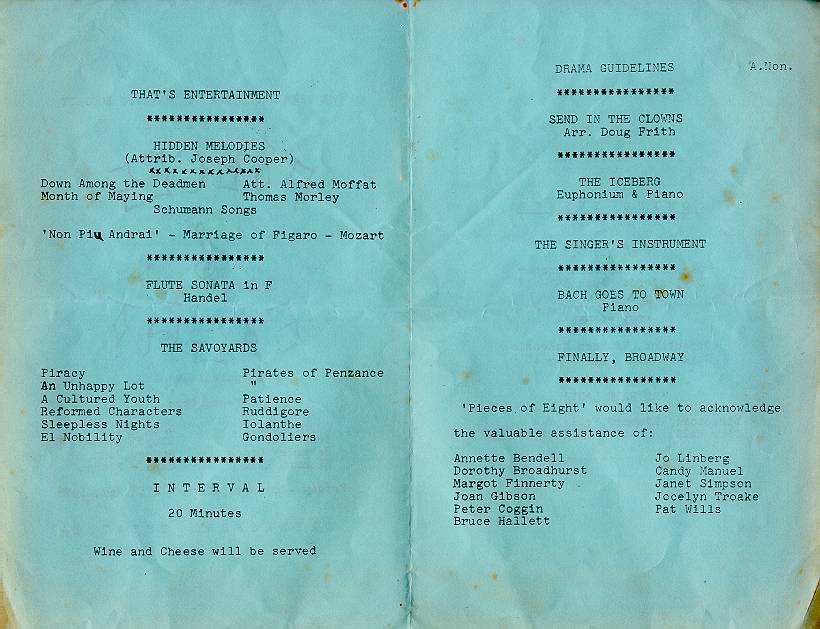 THAT'S ENTERTAINMENT
****************
HIDDEN MELODIES
(Attrib. Joseph Cooper)
xxxxxxxxxxxxxx
Down Among the Deadmen Att. Alfred Moffat
Month of Maying Thomas Morley
Schumann Songs
'Non Piu Andrai' - Marriage of Figaro - Mozart
****************
FLUTE SONATA in F
Handel
****************
THE SAVOYARDS
Piracy Pirates of Penzance
An Unhappy Lot "
A Cultured Youth Patience
Reformed Characters Ruddigore
Sleepless Nights Iolanthe
El Nobility Gondoliers
****************
I N T E R V A L
20 Minutes
Wine and Cheese will be served
DRAMA GUIDELINES A.Non.
****************
SEND IN THE CLOWNS
Arr. Doug Frith
****************
THE ICEBERG
Euphonium & Piano
****************
THE SINGER'S INSTRUMENT
****************
BACH GOES TO TOWN
Piano
****************
FINALLY, BROADWAY
****************
'Pieces of Eight' would like to acknowledge
the valuable assistance of:
Annette Bendell Jo Linberg
Dorothy Broadhurst Candy Manuel
Margot Finnerty Janet Simpson
Joan Gibson Jocelyn Troake
Peter Coggin Pat Wills
Bruce Hallett